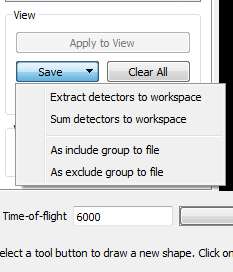 View
Apply to View
Save
Clear All
Extract detectors to workspace
Sum detectors to workspace
As include group to file
As exclude group to file
Time-of-flight 6000
elect a tool button to draw a new shape. Click on